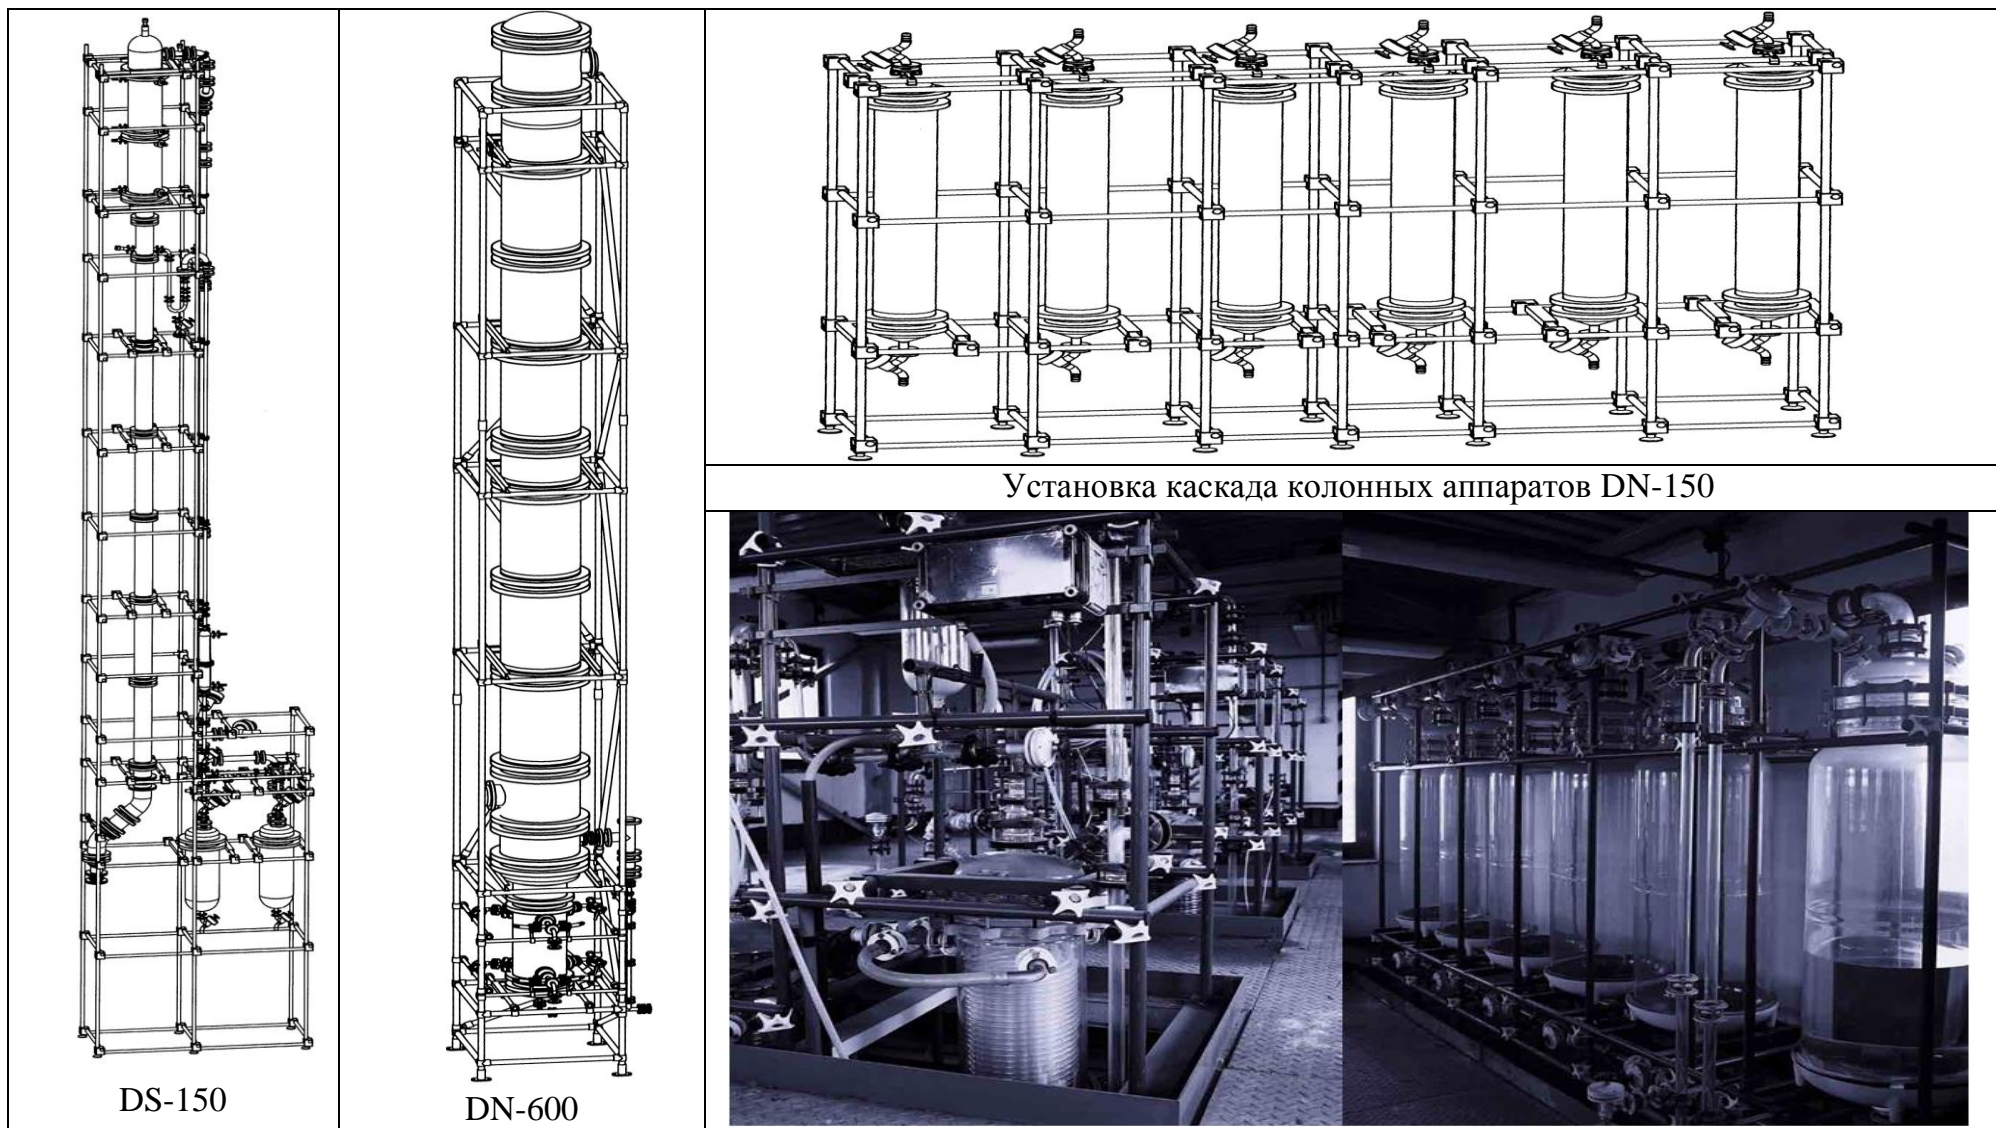 Установка каскада колонных аппаратов DN-150
DS-150
DN-600